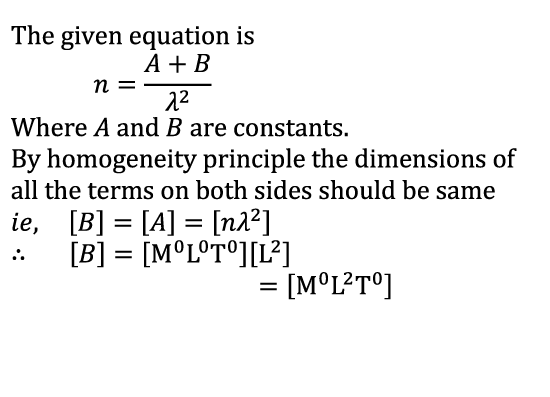 The given equation is
n = A + B / λ²
Where A and B are constants.
By homogeneity principle the dimensions of
all the terms on both sides should be same
ie, [B] = [A] = [nλ²]
∴ [B] = [M⁰L⁰T⁰][L²]
= [M⁰L²T⁰]